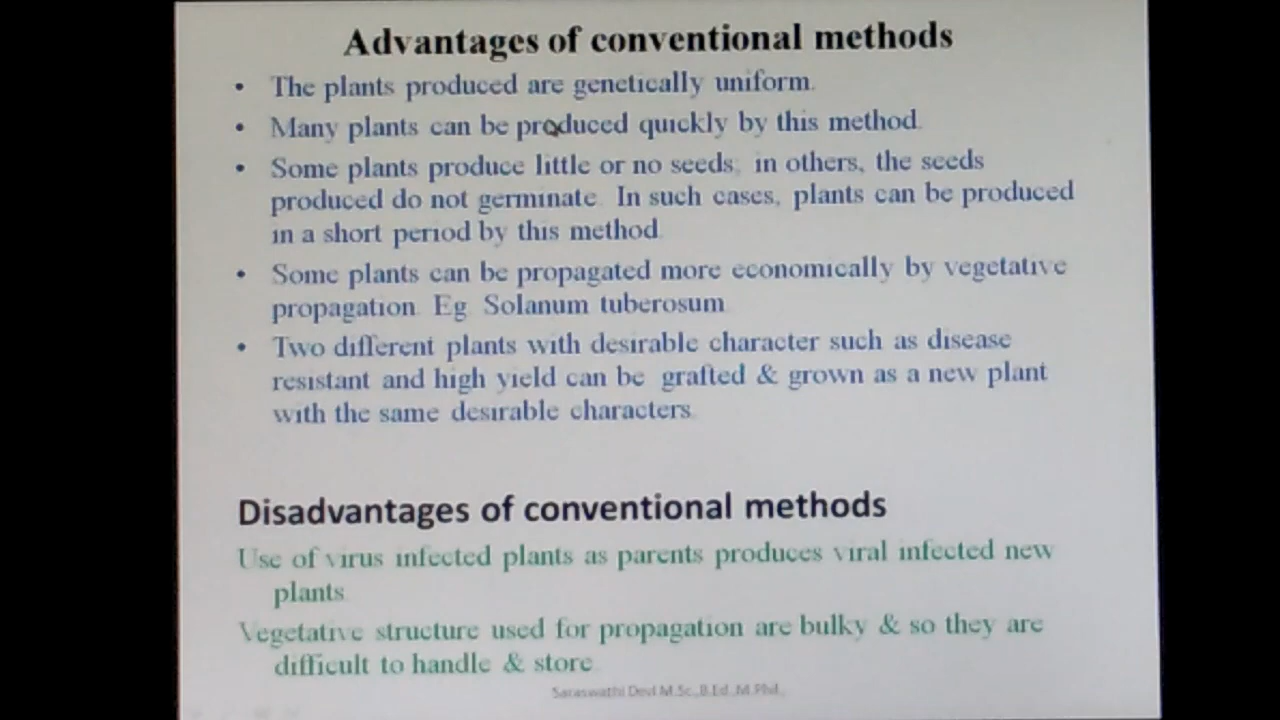 Advantages of conventional methods
• The plants produced are genetically uniform.
• Many plants can be produced quickly by this method.
• Some plants produce little or no seeds; in others, the seeds
produced do not germinate. In such cases, plants can be produced
in a short period by this method.
• Some plants can be propagated more economically by vegetative
propagation. Eg. Solanum tuberosum.
• Two different plants with desirable character such as disease
resistant and high yield can be grafted & grown as a new plant
with the same desirable characters.
Disadvantages of conventional methods
Use of virus infected plants as parents produces viral infected new
plants.
Vegetative structure used for propagation are bulky & so they are
difficult to handle & store.
Saraswathi Devi M.Sc.,B.Ed.,M.Phil.,